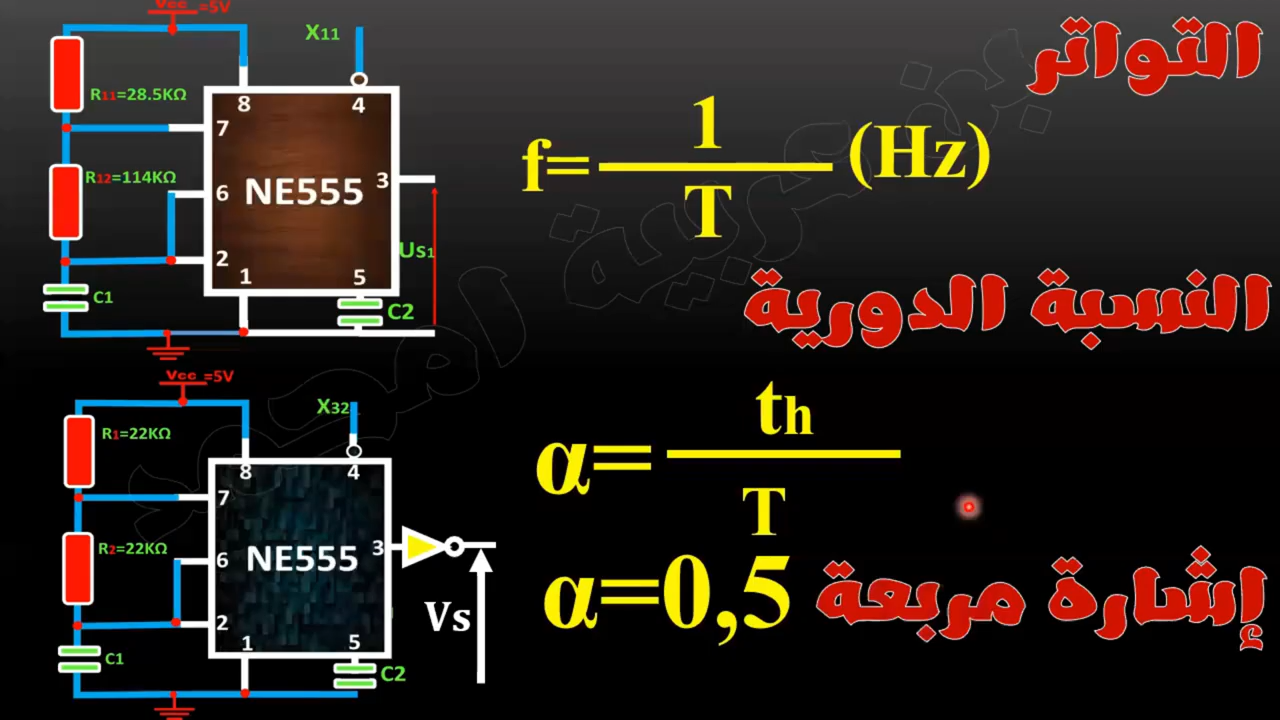 Vcc =5V
R11=28.5KΩ
R12=114KΩ
C1
X11
8
4
7
6
2
1
5
3
NE555
Us1
C2
Vcc =5V
R1=22KΩ
R2=22KΩ
C1
X32
8
4
7
6
2
1
5
3
NE555
Vs
C2
التواتر
f= 1
T (Hz)
النسبة الدورية
α= th
T
α=0,5 إشارة مربعة